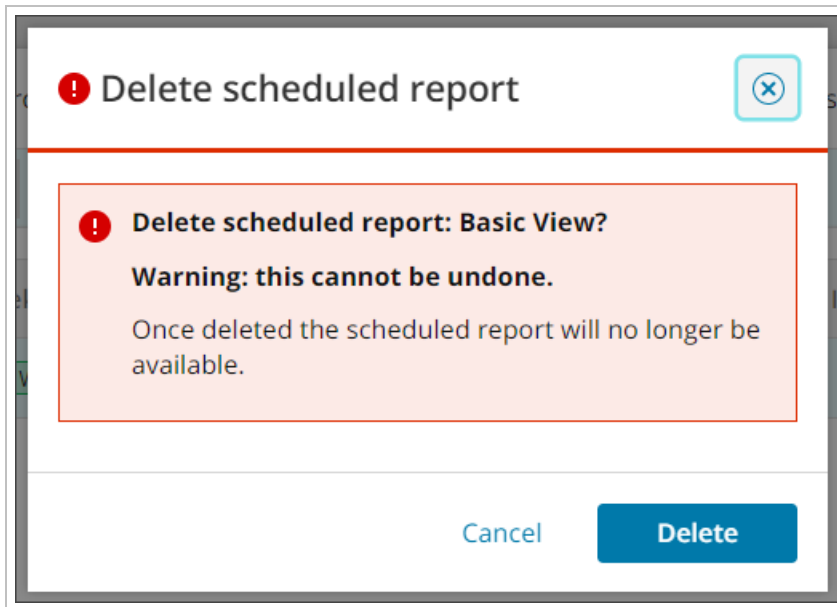 Delete scheduled report
Delete scheduled report: Basic View?
Warning: this cannot be undone.
Once deleted the scheduled report will no longer be
available.
Cancel
Delete